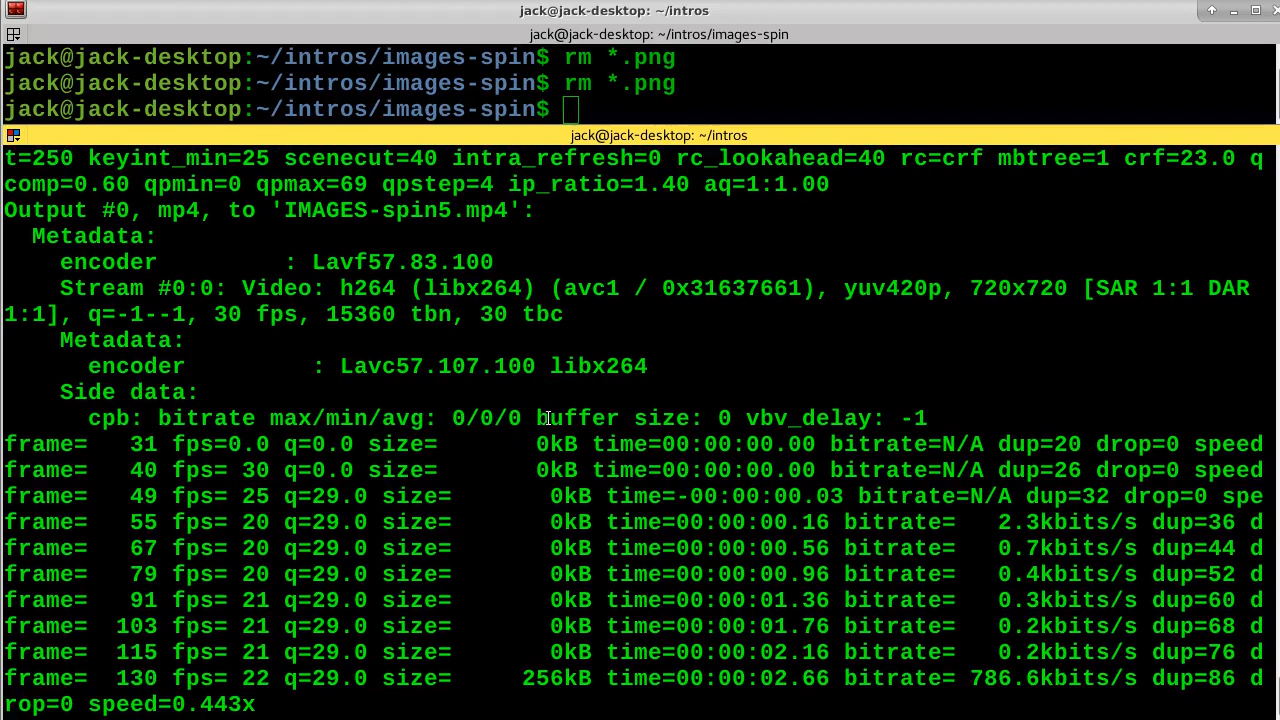 jack@jack-desktop: ~/intros
jack@jack-desktop: ~/intros/images-spin
jack@jack-desktop:~/intros/images-spin$ rm *.png
jack@jack-desktop:~/intros/images-spin$ rm *.png
jack@jack-desktop:~/intros/images-spin$
jack@jack-desktop: ~/intros
t=250 keyint_min=25 scenecut=40 intra_refresh=0 rc_lookahead=40 rc=crf mbtree=1 crf=23.0 q
comp=0.60 qpmin=0 qpmax=69 qpstep=4 ip_ratio=1.40 aq=1:1.00
Output #0, mp4, to 'IMAGES-spin5.mp4':
  Metadata:
    encoder         : Lavf57.83.100
    Stream #0:0: Video: h264 (libx264) (avc1 / 0x31637661), yuv420p, 720x720 [SAR 1:1 DAR
1:1], q=-1--1, 30 fps, 15360 tbn, 30 tbc
    Metadata:
      encoder         : Lavc57.107.100 libx264
    Side data:
      cpb: bitrate max/min/avg: 0/0/0 buffer size: 0 vbv_delay: -1
frame=   31 fps=0.0 q=0.0 size=       0kB time=00:00:00.00 bitrate=N/A dup=20 drop=0 speed
frame=   40 fps= 30 q=0.0 size=       0kB time=00:00:00.00 bitrate=N/A dup=26 drop=0 speed
frame=   49 fps= 25 q=29.0 size=       0kB time=-00:00:00.03 bitrate=N/A dup=32 drop=0 spe
frame=   55 fps= 20 q=29.0 size=       0kB time=00:00:00.16 bitrate=   2.3kbits/s dup=36 d
frame=   67 fps= 20 q=29.0 size=       0kB time=00:00:00.56 bitrate=   0.7kbits/s dup=44 d
frame=   79 fps= 20 q=29.0 size=       0kB time=00:00:00.96 bitrate=   0.4kbits/s dup=52 d
frame=   91 fps= 21 q=29.0 size=       0kB time=00:00:01.36 bitrate=   0.3kbits/s dup=60 d
frame=  103 fps= 21 q=29.0 size=       0kB time=00:00:01.76 bitrate=   0.2kbits/s dup=68 d
frame=  115 fps= 21 q=29.0 size=       0kB time=00:00:02.16 bitrate=   0.2kbits/s dup=76 d
frame=  130 fps= 22 q=29.0 size=     256kB time=00:00:02.66 bitrate= 786.6kbits/s dup=86 d
rop=0 speed=0.443x